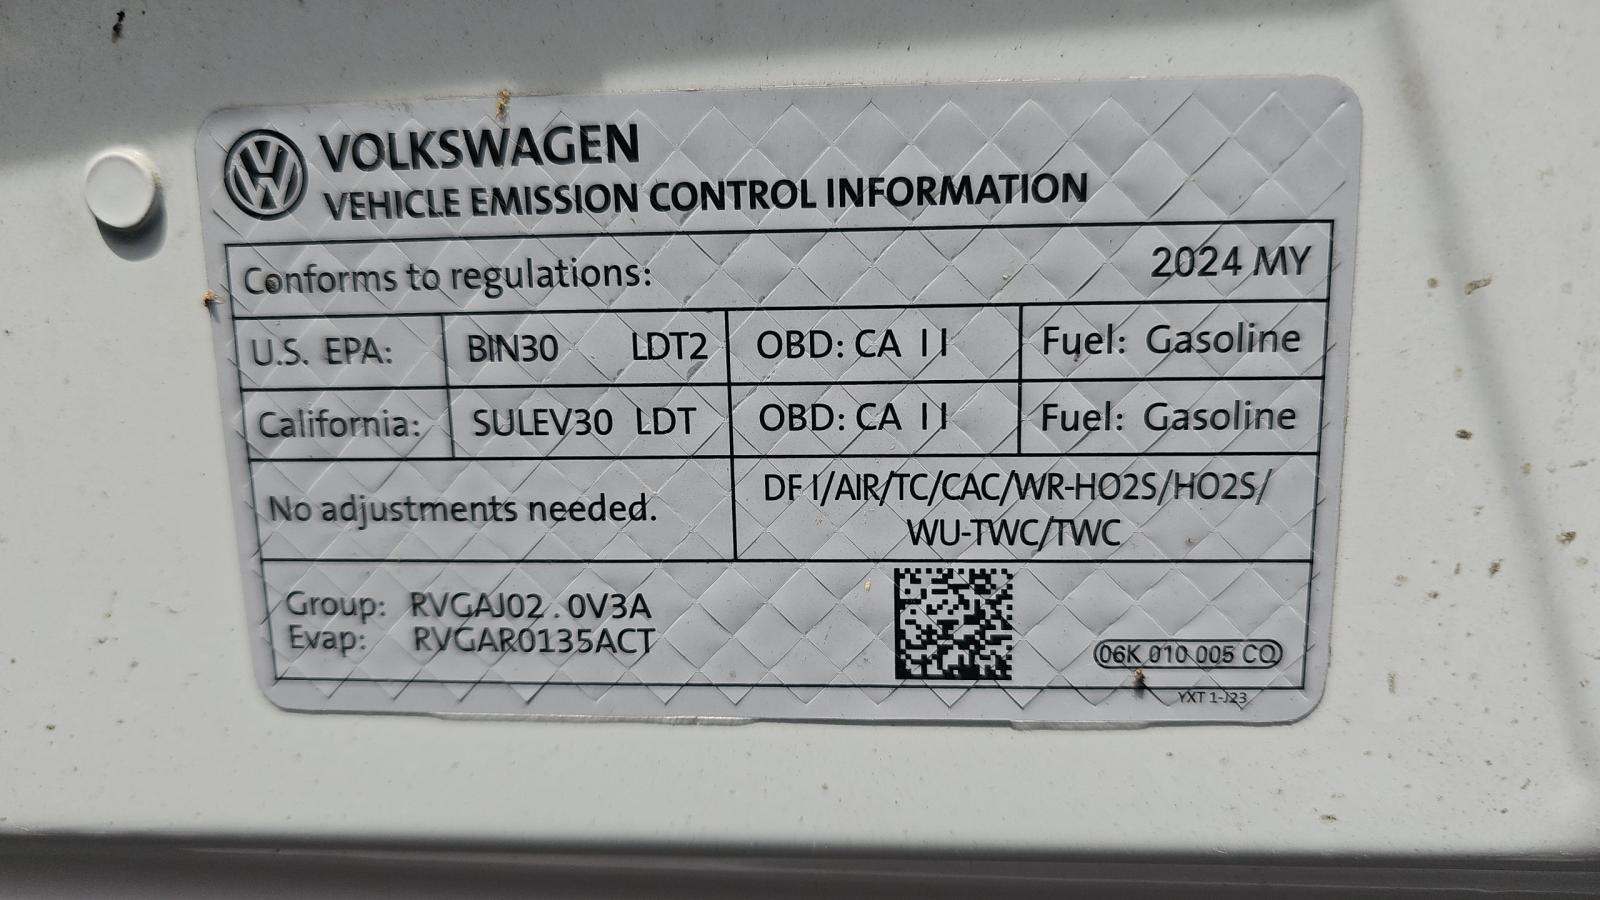 VOLKSWAGEN
VEHICLE EMISSION CONTROL INFORMATION
Conforms to regulations: 2024 MY
U.S. EPA: BIN30 LDT2 OBD: CA II Fuel: Gasoline
California: SULEV30 LDT OBD: CA II Fuel: Gasoline
No adjustments needed.
DFI/AIR/TC/CAC/WR-HO2S/HO2S/
WU-TWC/TWC
Group: RVGAJ02.0V3A
Evap: RVGAR0135ACT
06K 010 005 CQ
YXT 1-J23